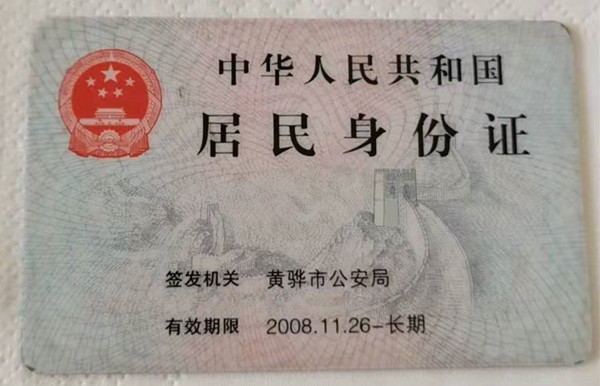 中华人民共和国
居民身份证
签发机关 黄骅市公安局
有效期限 2008.11.26-长期